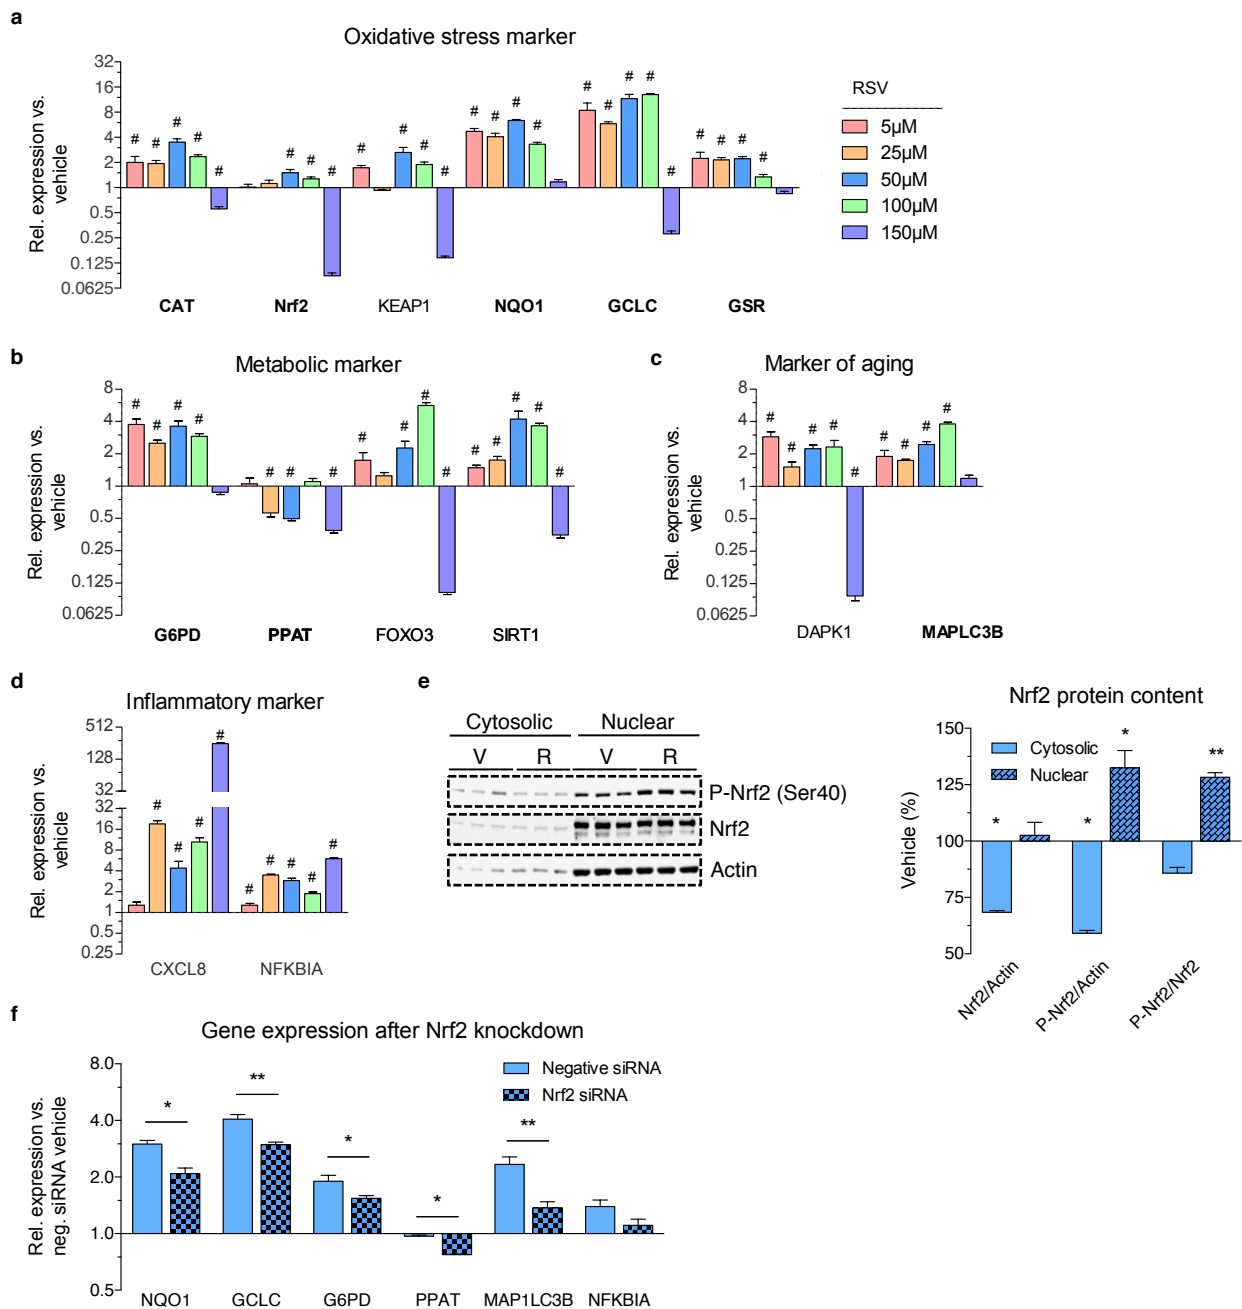 a
Oxidative stress marker
Rel. expression vs.
vehicle
32
16
8
4
2
1
0.5
0.25
0.125
0.0625
# # # # #
# # #
# # # #
# # # #
# # # # #
# # # #
CAT Nrf2 KEAP1 NQO1 GCLC GSR
RSV
5µM
25µM
50µM
100µM
150µM
b
Metabolic marker
Rel. expression vs.
vehicle
8
4
2
1
0.5
0.25
0.125
0.0625
# # # #
# # #
# # # #
# # # # #
G6PD PPAT FOXO3 SIRT1
c
Marker of aging
Rel. expression vs.
vehicle
8
4
2
1
0.5
0.25
0.125
0.0625
# # # # #
# # # #
DAPK1 MAPLC3B
d
Inflammatory marker
Rel. expression vs.
vehicle
512
128
32
32
16
8
4
2
1
0.5
0.25
# # # #
# # # # #
CXCL8 NFKBIA
e
Cytosolic Nuclear
V R V R
P-Nrf2 (Ser40)
Nrf2
Actin
Nrf2 protein content
Vehicle (%)
150
125
100
75
50
Cytosolic
Nuclear
* * * **
Nrf2/Actin P-Nrf2/Actin P-Nrf2/Nrf2
f
Gene expression after Nrf2 knockdown
Rel. expression vs.
neg. siRNA vehicle
8.0
4.0
2.0
1.0
0.5
Negative siRNA
Nrf2 siRNA
* ** * * **
NQO1 GCLC G6PD PPAT MAP1LC3B NFKBIA